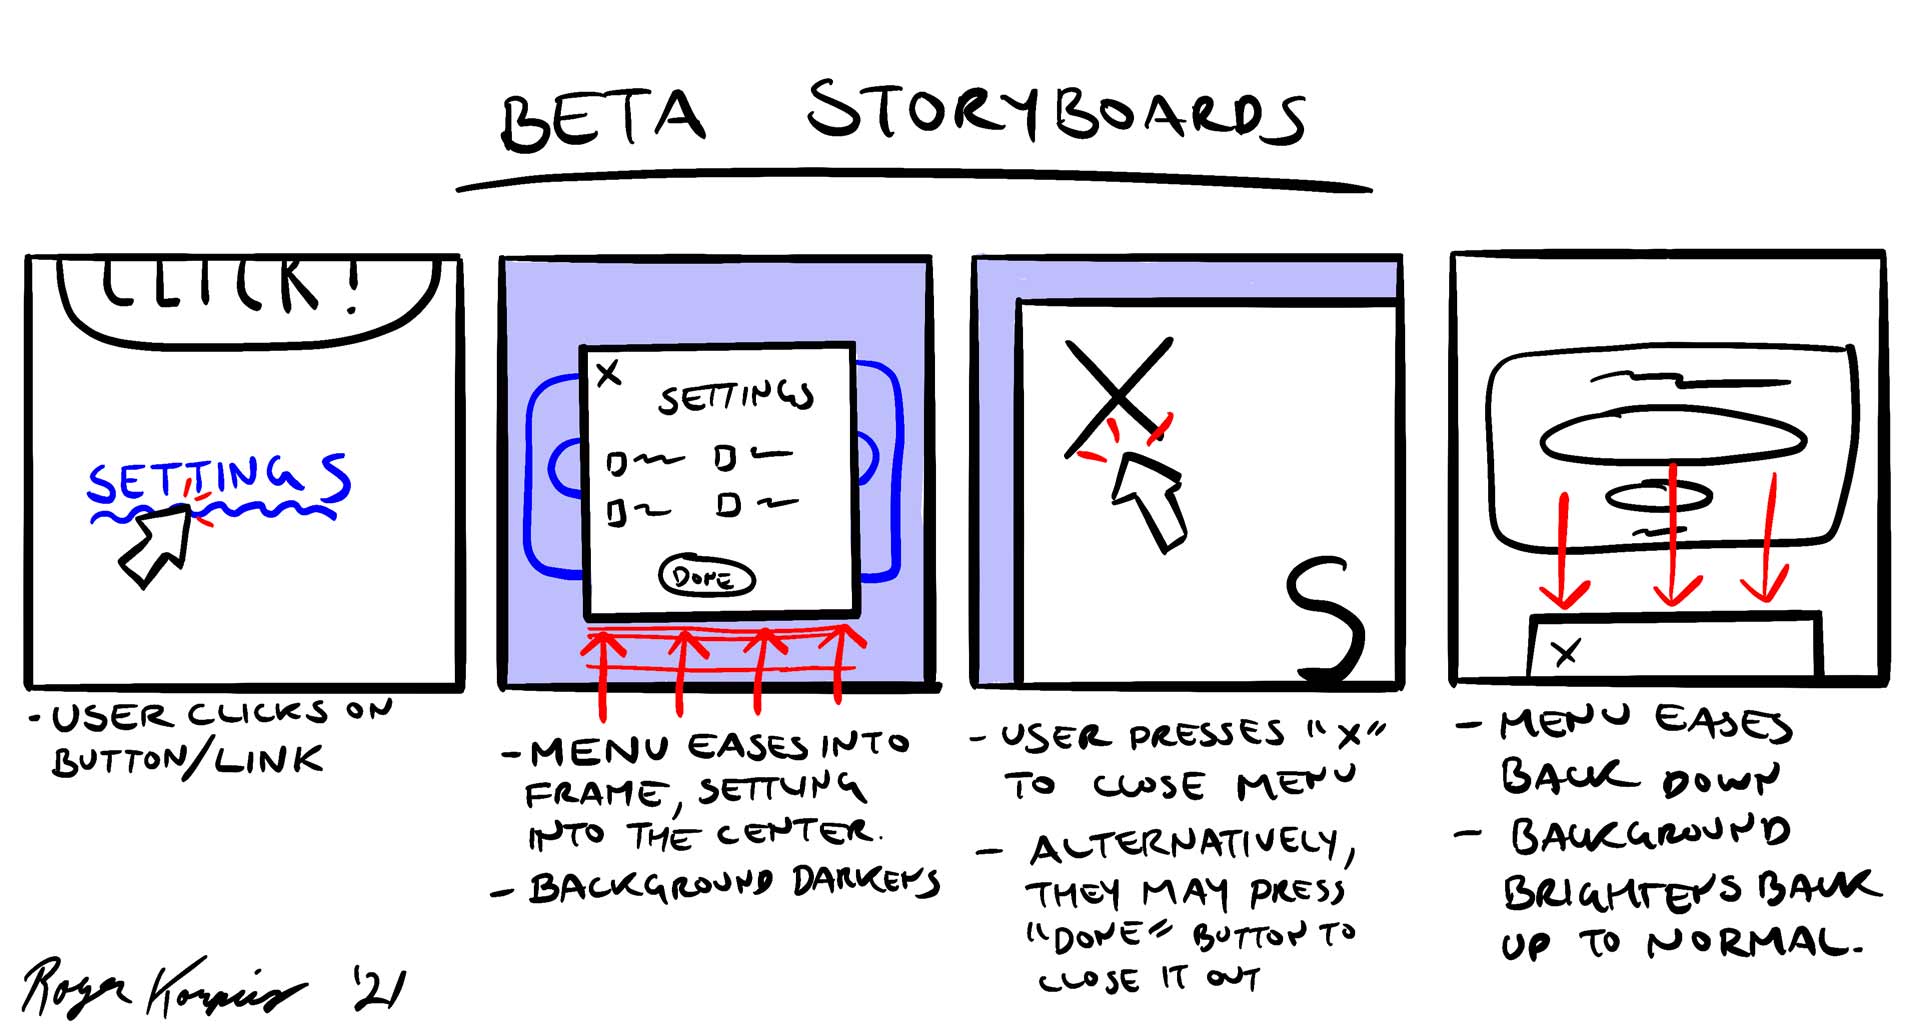 BETA STORYBOARDS
CLICK!
SETTINGS
- USER CLICKS ON
BUTTON/LINK
X
SETTINGS
DONE
- MENU EASES INTO
FRAME, SETTLING
INTO THE CENTER.
- BACKGROUND DARKENS
X
S
- USER PRESSES "X"
TO CLOSE MENU
- ALTERNATIVELY,
THEY MAY PRESS
"DONE" BUTTON TO
CLOSE IT OUT
X
- MENU EASES
BACK DOWN
- BACKGROUND
BRIGHTENS BACK
UP TO NORMAL.
Roger '21